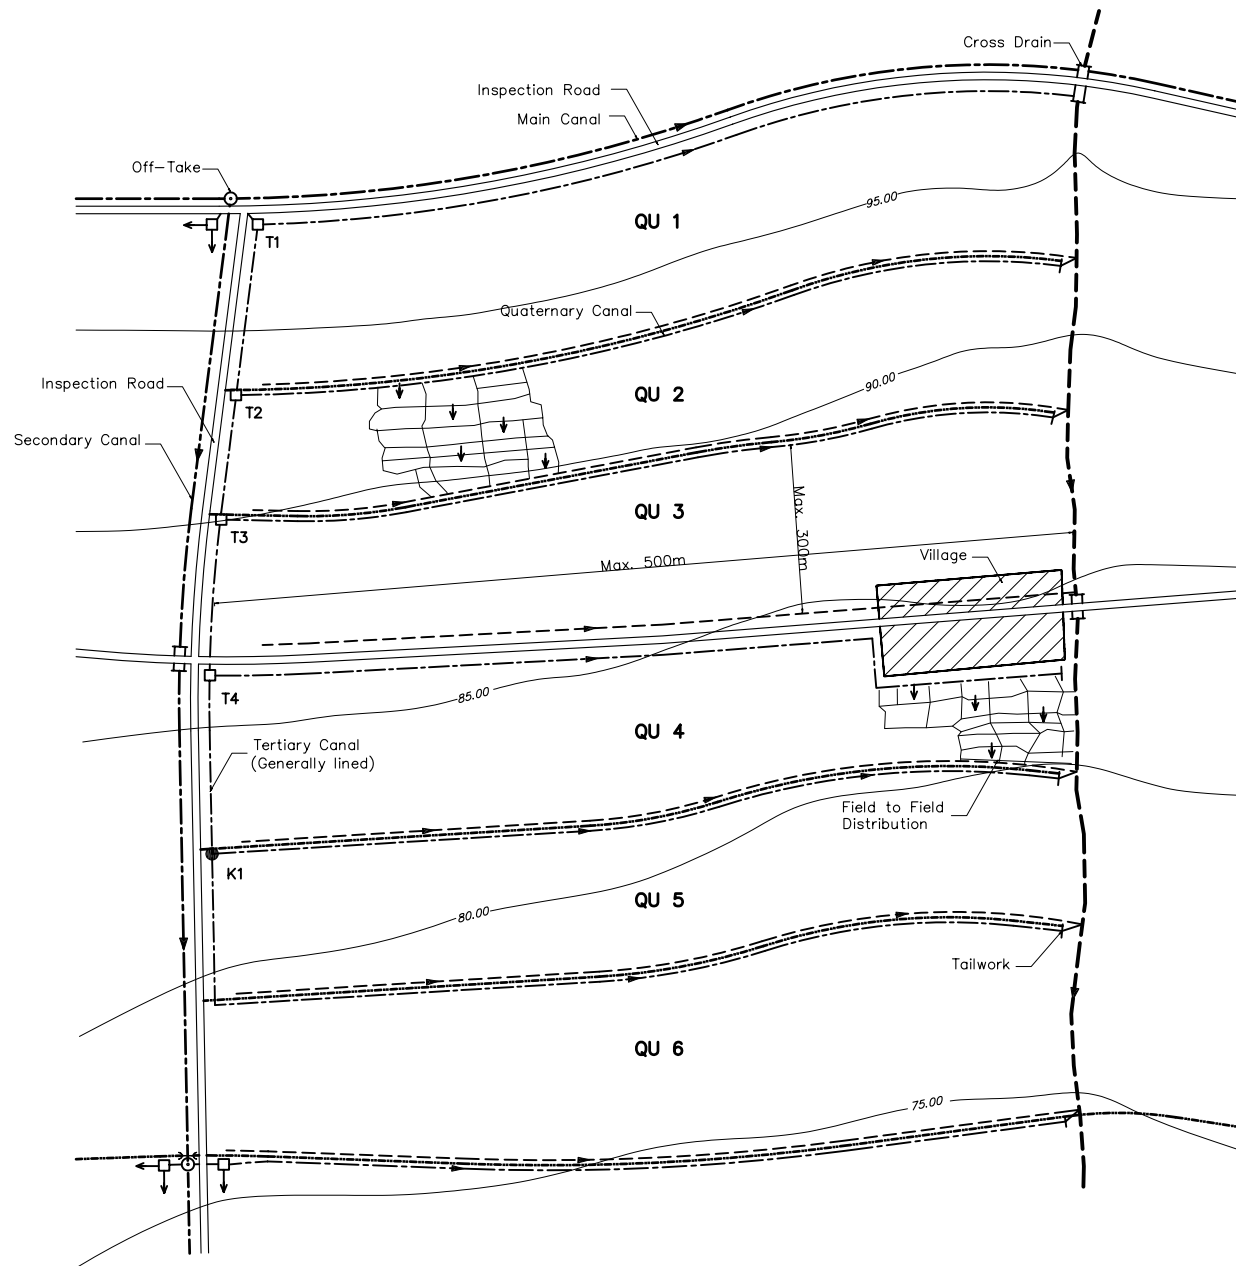 Cross Drain
Inspection Road
Main Canal
Off-Take
95.00
QU 1
T1
Quaternary Canal
Inspection Road
90.00
QU 2
T2
Secondary Canal
QU 3
Max. 300m
T3
Village
Max. 500m
85.00
T4
QU 4
Tertiary Canal
(Generally lined)
Field to Field
Distribution
K1
QU 5
80.00
Tailwork
QU 6
75.00